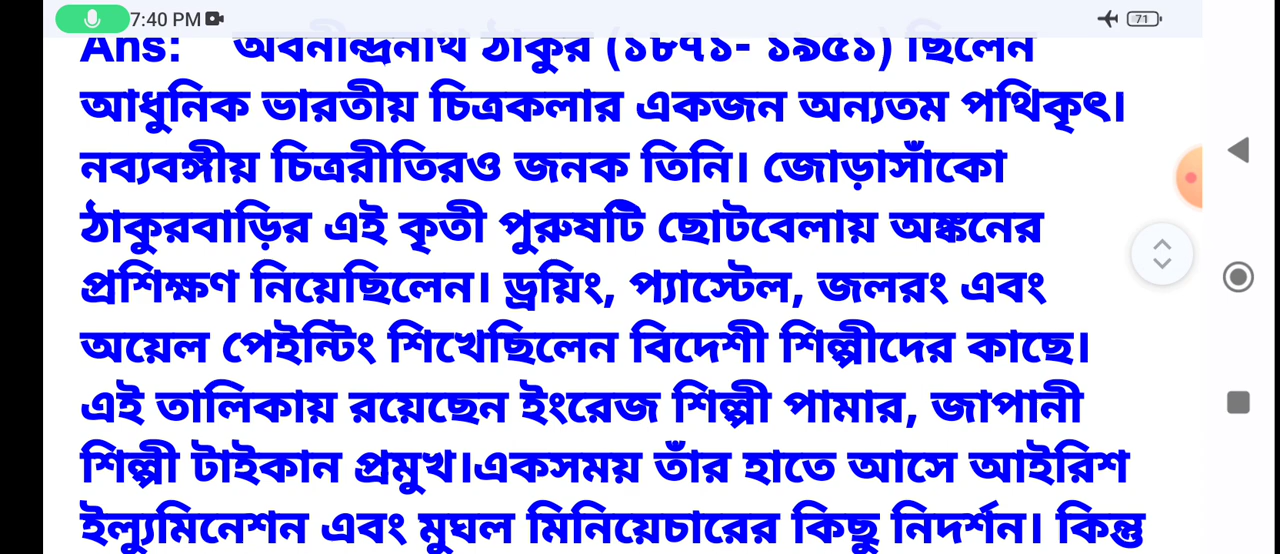 7:40 PM
71
Ans: অবনীন্দ্রনাথ ঠাকুর (১৮৭১- ১৯৫১) ছিলেন
আধুনিক ভারতীয় চিত্রকলার একজন অন্যতম পথিকৃৎ।
নব্যবঙ্গীয় চিত্ররীতিরও জনক তিনি। জোড়াসাঁকো
ঠাকুরবাড়ির এই কৃতী পুরুষটি ছোটবেলায় অঙ্কনের
প্রশিক্ষণ নিয়েছিলেন। ড্রয়িং, প্যাস্টেল, জলরং এবং
অয়েল পেইন্টিং শিখেছিলেন বিদেশী শিল্পীদের কাছে।
এই তালিকায় রয়েছেন ইংরেজ শিল্পী পামার, জাপানী
শিল্পী টাইকান প্রমুখ।একসময় তাঁর হাতে আসে আইরিশ
ইল্যুমিনেশন এবং মুঘল মিনিয়েচারের কিছু নিদর্শন। কিন্তু